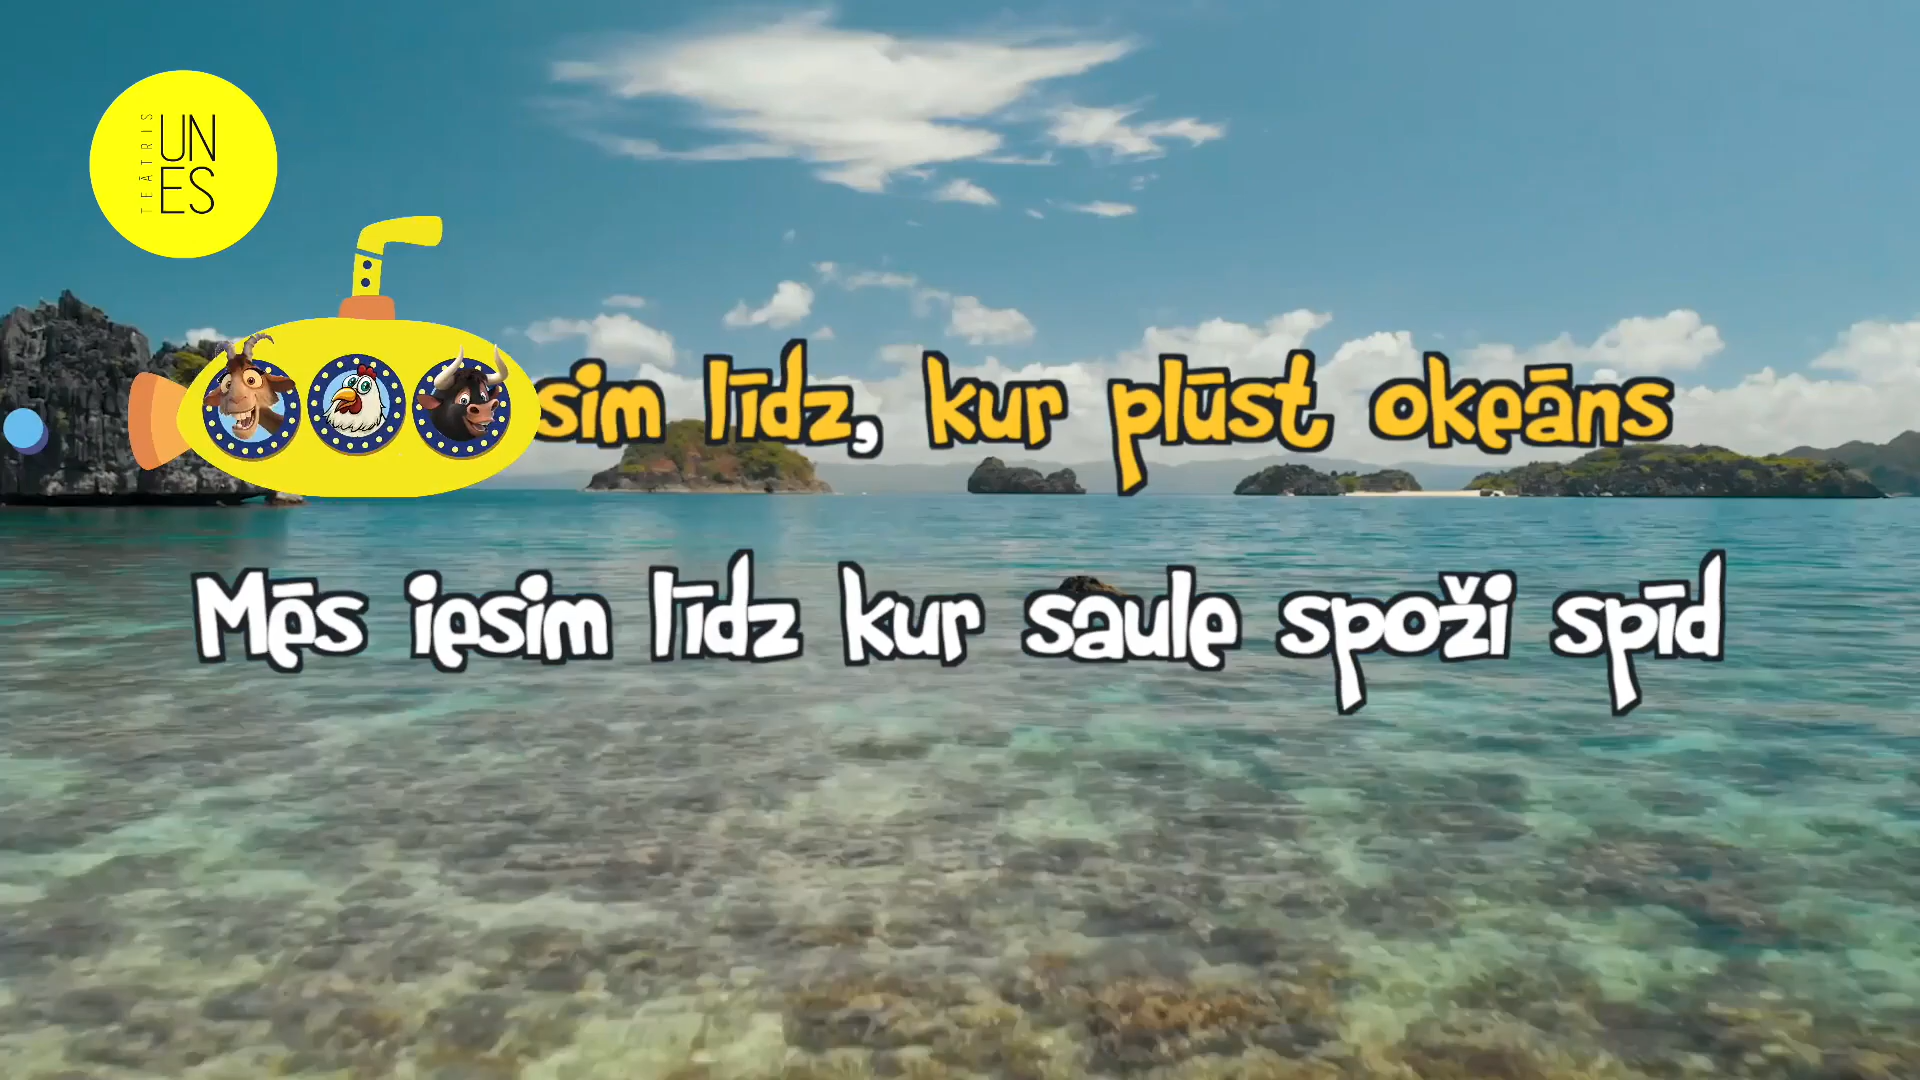 TEĀTRIS
UN
ES
sim līdz, kur plūst okeāns
Mēs iesim līdz kur saule spoži spīd